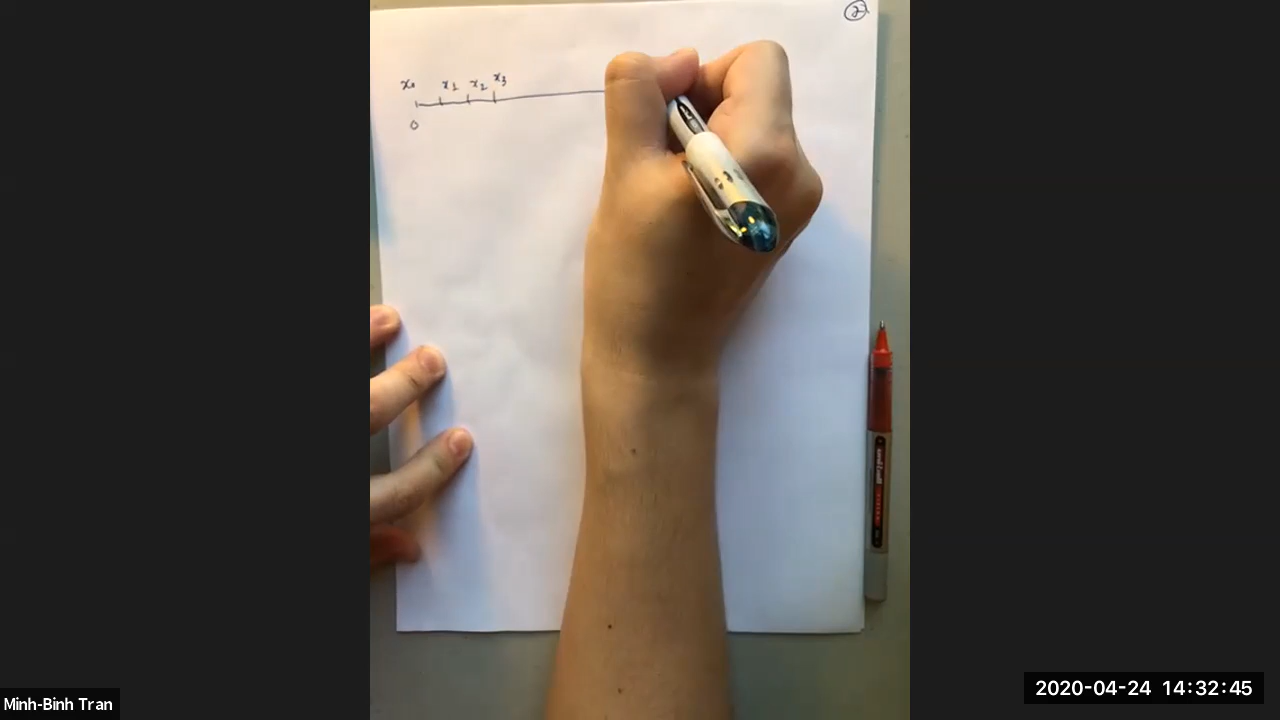 2
x₀ x₁ x₂ x₃
0
Minh-Binh Tran
2020-04-24 14:32:45